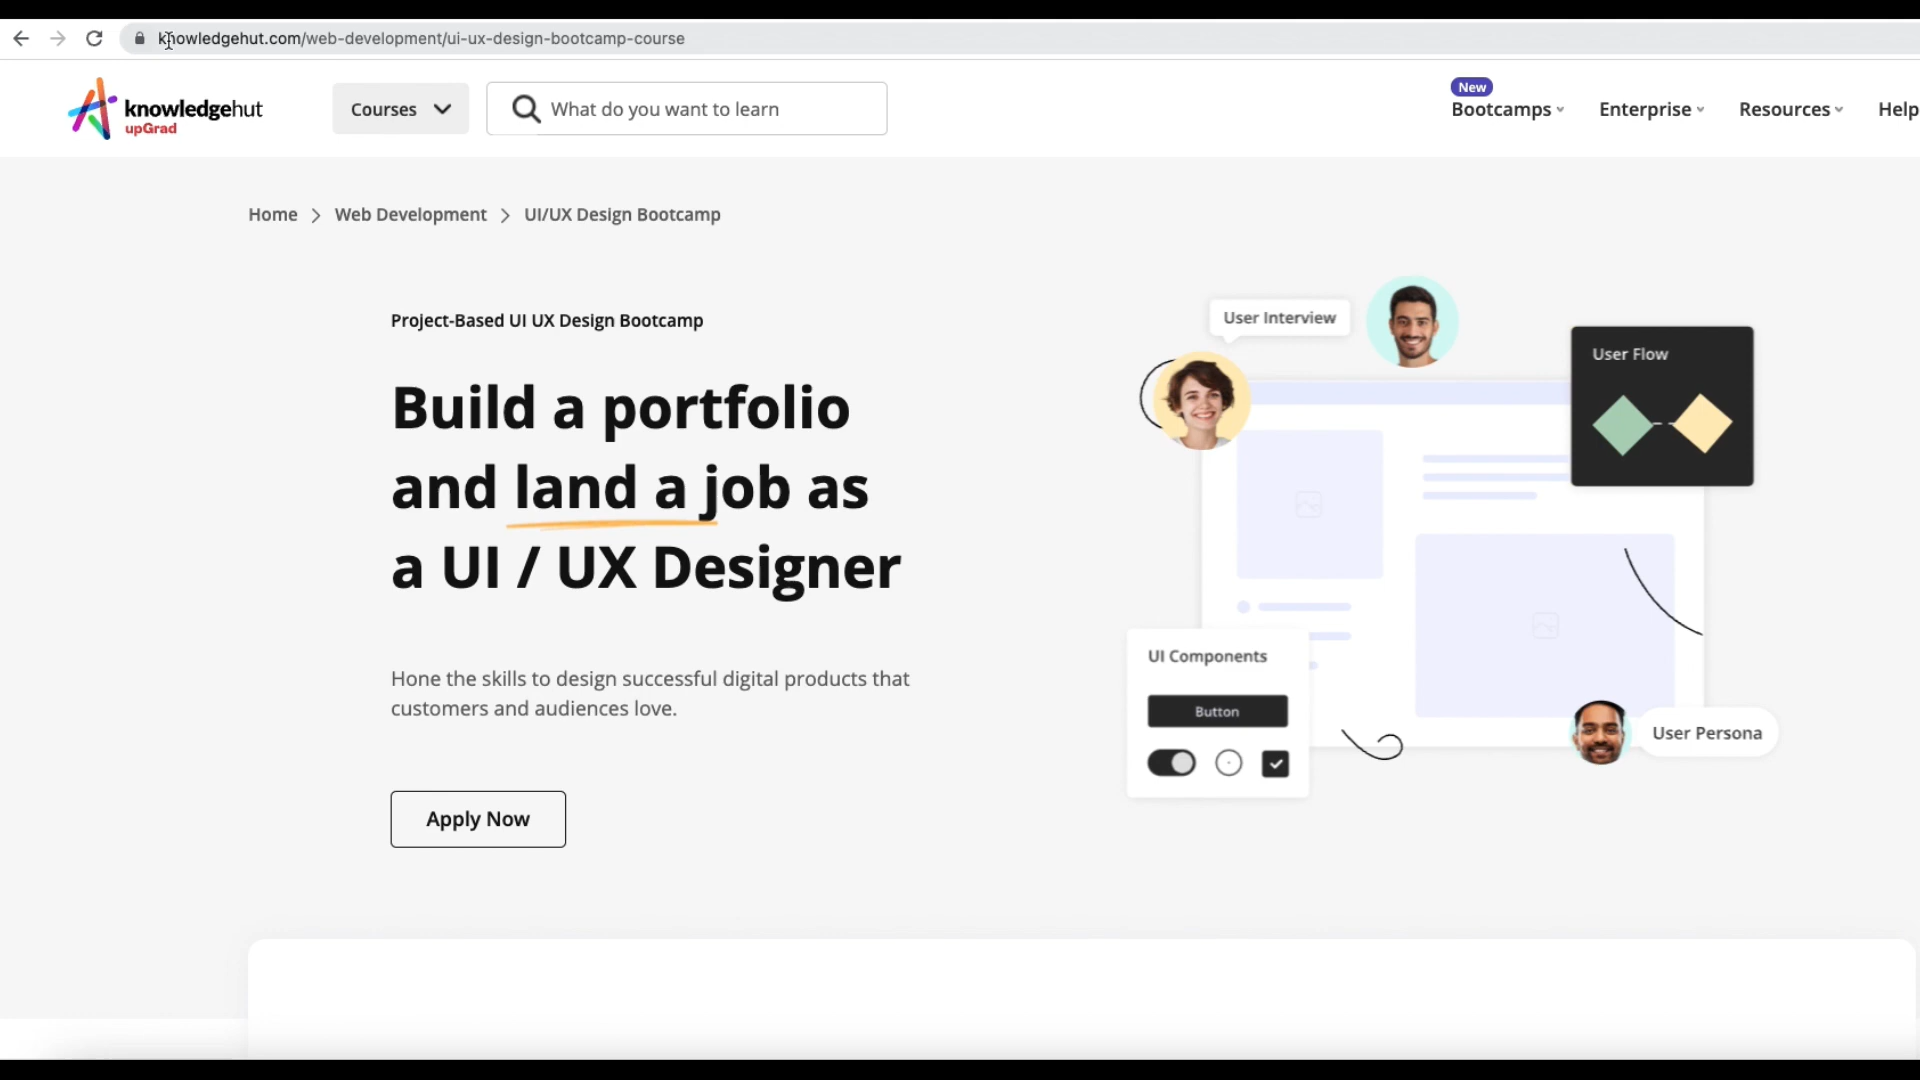 knowledgehut.com/web-development/ui-ux-design-bootcamp-course
knowledgehut
upGrad
Courses
What do you want to learn
New
Bootcamps
Enterprise
Resources
Help
Home > Web Development > UI/UX Design Bootcamp
Project-Based UI UX Design Bootcamp
Build a portfolio
and land a job as
a UI / UX Designer
Hone the skills to design successful digital products that
customers and audiences love.
Apply Now
User Interview
User Flow
UI Components
Button
User Persona